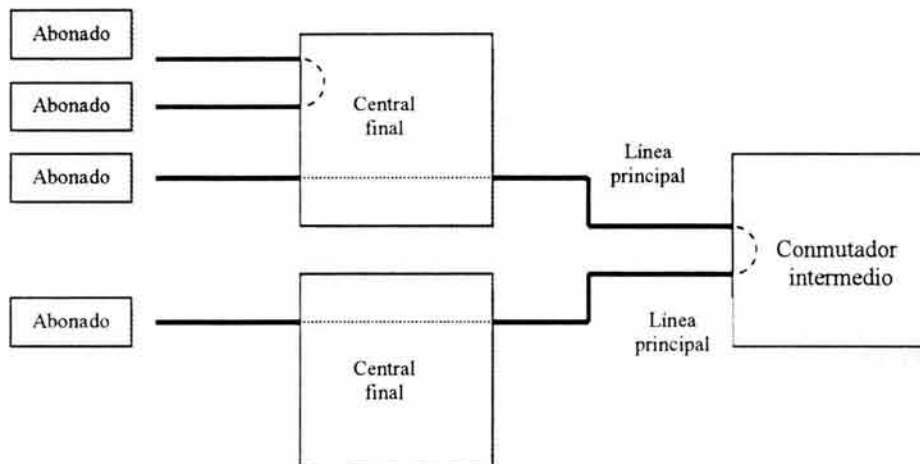 Abonado
Abonado
Abonado
Central
final
Línea
principal
Conmutador
intermedio
Abonado
Línea
principal
Central
final